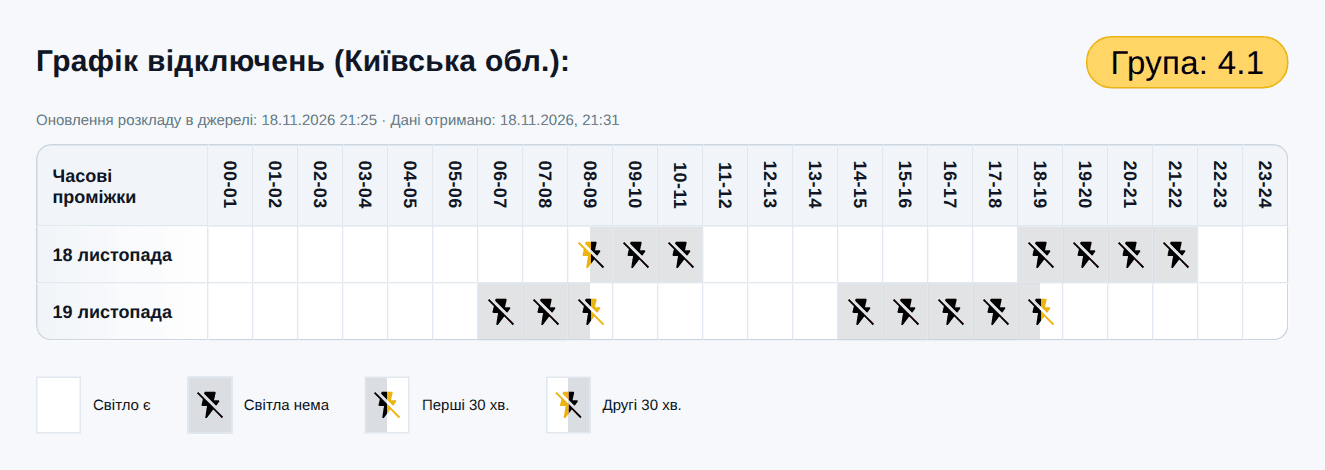 Графік відключень (Київська обл.):
Група: 4.1
Оновлення розкладу в джерелі: 18.11.2026 21:25 · Дані отримано: 18.11.2026, 21:31
Часові
проміжки
00-01
01-02
02-03
03-04
04-05
05-06
06-07
07-08
08-09
09-10
10-11
11-12
12-13
13-14
14-15
15-16
16-17
17-18
18-19
19-20
20-21
21-22
22-23
23-24
18 листопада
19 листопада
Світло є
Світла нема
Перші 30 хв.
Другі 30 хв.